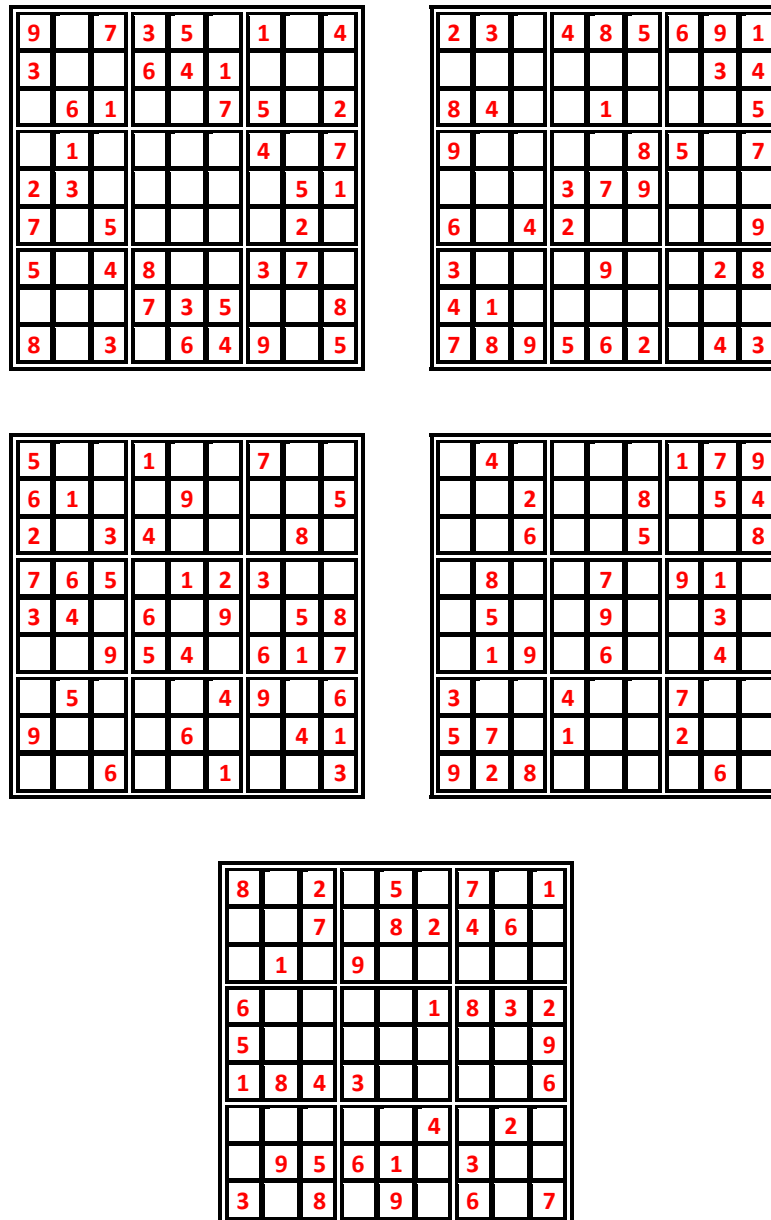 9 7 3 5 1 4
3 6 4 1
6 1 7 5 2
1 4 7
2 3 5 1
7 5 2
5 4 8 3 7
7 3 5 8
8 3 6 4 9 5
2 3 4 8 5 6 9 1
3 4
8 4 1 5
9 8 5 7
3 7 9
6 4 2 9
3 9 2 8
4 1
7 8 9 5 6 2 4 3
5 1 7
6 1 9 5
2 3 4 8
7 6 5 1 2 3
3 4 6 9 5 8
9 5 4 6 1 7
5 4 9 6
9 6 4 1
6 1 3
4 1 7 9
2 8 5 4
6 5 8
8 7 9 1
5 9 3
1 9 6 4
3 4 7
5 7 1 2
9 2 8 6
8 2 5 7 1
7 8 2 4 6
1 9
6 1 8 3 2
5 9
1 8 4 3 6
4 2
9 5 6 1 3
3 8 9 6 7